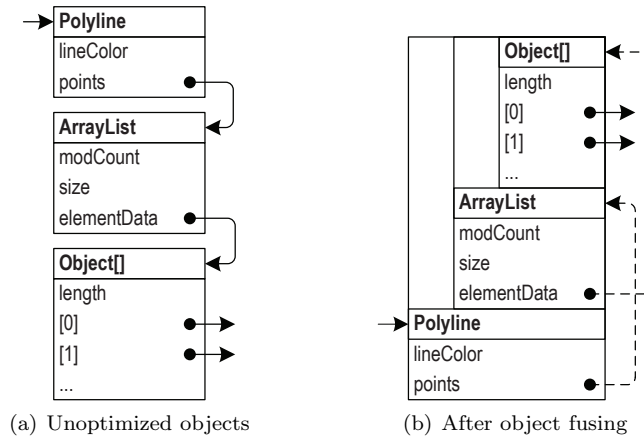 Polyline
lineColor
points
ArrayList
modCount
size
elementData
Object[]
length
[0]
[1]
...
(a) Unoptimized objects
Object[]
length
[0]
[1]
...
ArrayList
modCount
size
elementData
Polyline
lineColor
points
(b) After object fusing